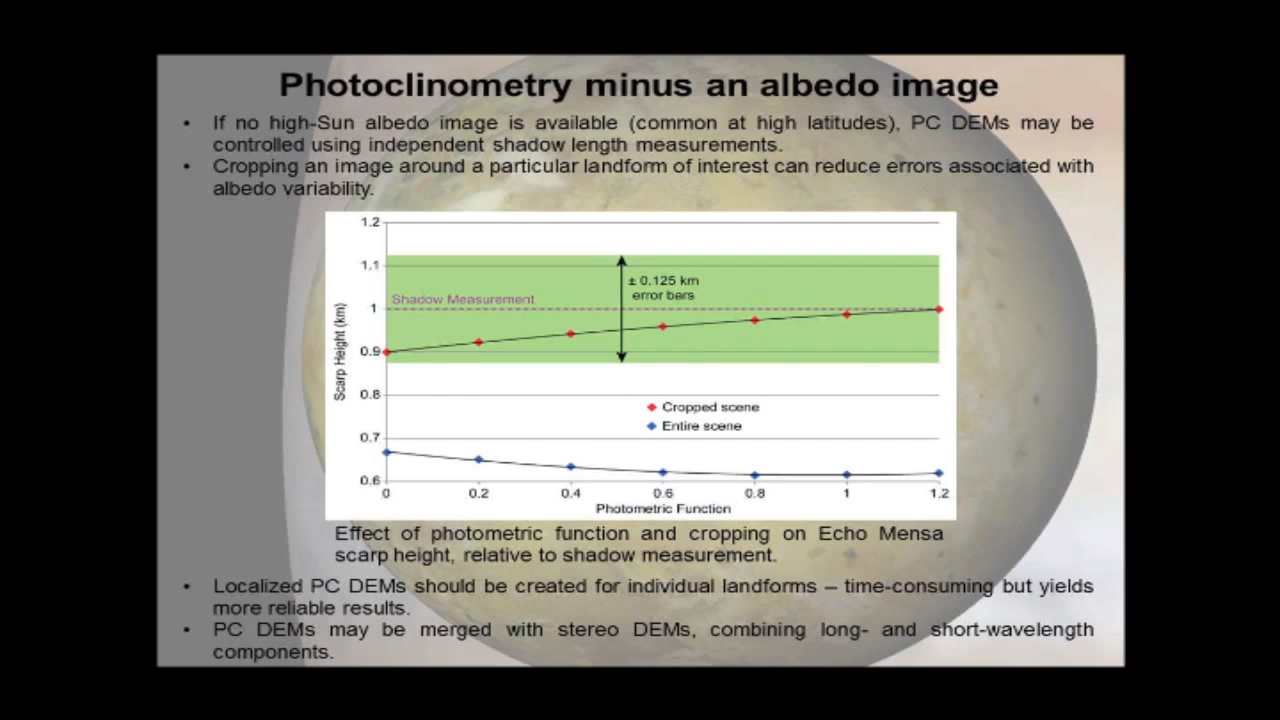 Photoclinometry minus an albedo image
• If no high-Sun albedo image is available (common at high latitudes), PC DEMs may be
controlled using independent shadow length measurements.
• Cropping an image around a particular landform of interest can reduce errors associated with
albedo variability.
1.2
1.1
1
0.9
0.8
0.7
0.6
Scarp Height (km)
Shadow Measurement
± 0.125 km
error bars
Cropped scene
Entire scene
0 0.2 0.4 0.6 0.8 1 1.2
Photometric Function
Effect of photometric function and cropping on Echo Mensa
scarp height, relative to shadow measurement.
• Localized PC DEMs should be created for individual landforms – time-consuming but yields
more reliable results.
• PC DEMs may be merged with stereo DEMs, combining long- and short-wavelength
components.